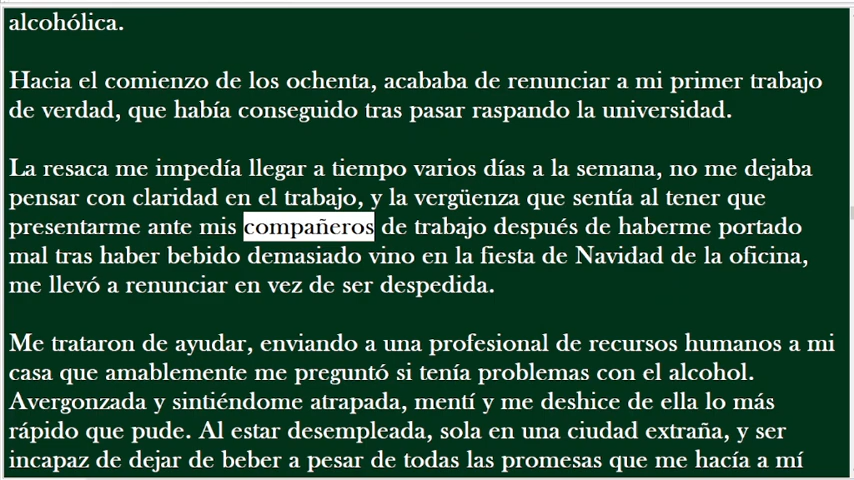 alcohólica.
Hacia el comienzo de los ochenta, acababa de renunciar a mi primer trabajo
de verdad, que había conseguido tras pasar raspando la universidad.
La resaca me impedía llegar a tiempo varios días a la semana, no me dejaba
pensar con claridad en el trabajo, y la vergüenza que sentía al tener que
presentarme ante mis compañeros de trabajo después de haberme portado
mal tras haber bebido demasiado vino en la fiesta de Navidad de la oficina,
me llevó a renunciar en vez de ser despedida.
Me trataron de ayudar, enviando a una profesional de recursos humanos a mi
casa que amablemente me preguntó si tenía problemas con el alcohol.
Avergonzada y sintiéndome atrapada, mentí y me deshice de ella lo más
rápido que pude. Al estar desempleada, sola en una ciudad extraña, y ser
incapaz de dejar de beber a pesar de todas las promesas que me hacía a mí